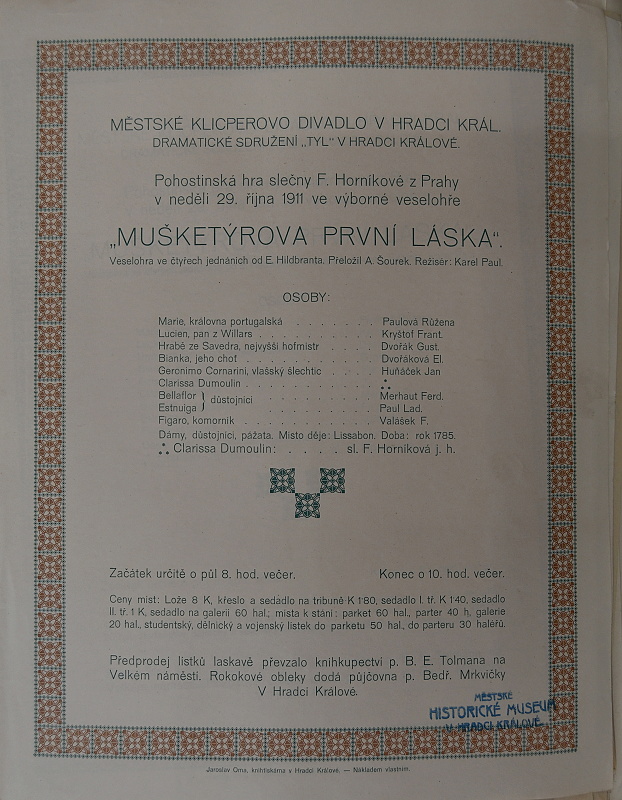 MĚSTSKÉ KLICPEROVO DIVADLO V HRADCI KRÁL.
DRAMATICKÉ SDRUŽENÍ „TYL" V HRADCI KRÁLOVÉ.
Pohostinská hra slečny F. Horníkové z Prahy
v neděli 29. října 1911 ve výborné veselohře
„MUŠKETÝROVA PRVNÍ LÁSKA".
Veselohra ve čtyřech jednáních od E. Hildbranta. Přeložil A. Šourek. Režisér: Karel Paul.
OSOBY:
Marie, královna portugalská . . . . . . . Paulová Růžena
Lucien, pan z Willars . . . . . . . . . . Kryštof Frant.
Hrabě ze Savedra, nejvyšší hofmistr . . . . Dvořák Gust.
Bianka, jeho choť . . . . . . . . . . . Dvořáková El.
Geronimo Cornarini, vlašský šlechtic . . . . Huňáček Jan
Clarissa Dumoulin . . . . . . . . . . . ∴
Bellaflor } důstojníci . . . . . . . . . Merhaut Ferd.
Estnuiga } . . . . . . . . . Paul Lad.
Figaro, komorník . . . . . . . . . . . Valášek F.
Dámy, důstojníci, pážata. Místo děje: Lissabon. Doba: rok 1785.
∴ Clarissa Dumoulin: . . . . sl. F. Horníková j. h.
Začátek určitě o půl 8. hod. večer. Konec o 10. hod. večer.
Ceny míst: Lože 8 K, křeslo a sedadlo na tribuně K 1·80, sedadlo I. tř. K 1·40, sedadlo
II. tř. 1 K, sedadlo na galerii 60 hal., místa k stání: parket 60 hal., parter 40 h, galerie
20 hal., studentský, dělnický a vojenský lístek do parketu 50 hal., do parteru 30 haléřů.
Předprodej lístků laskavě převzalo knihkupectví p. B. E. Tolmana na
Velkém náměstí. Rokokové obleky dodá půjčovna p. Bedř. Mrkvičky
V Hradci Králové.
MĚSTSKÉ
HISTORICKÉ MUSEUM
V HRADCI KRÁLOVÉ.
Jaroslav Oma, knihtiskárna v Hradci Králové. — Nákladem vlastním.